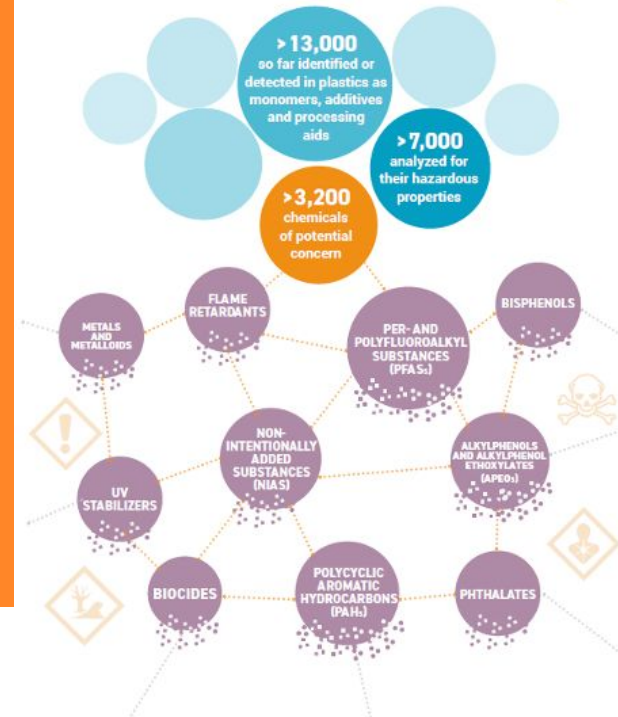 >13,000
so far identified or
detected in plastics as
monomers, additives
and processing
aids
>7,000
analyzed for
their hazardous
properties
>3,200
chemicals
of potential
concern
FLAME
RETARDANTS
BISPHENOLS
METALS
AND
METALLOIDS
PER- AND
POLYFLUOROALKYL
SUBSTANCES
(PFASs)
NON-
INTENTIONALLY
ADDED
SUBSTANCES
(NIAS)
ALKYLPHENOLS
AND ALKYLPHENOL
ETHOXYLATES
(APEOs)
UV
STABILIZERS
BIOCIDES
POLYCYCLIC
AROMATIC
HYDROCARBONS
(PAHs)
PHTHALATES